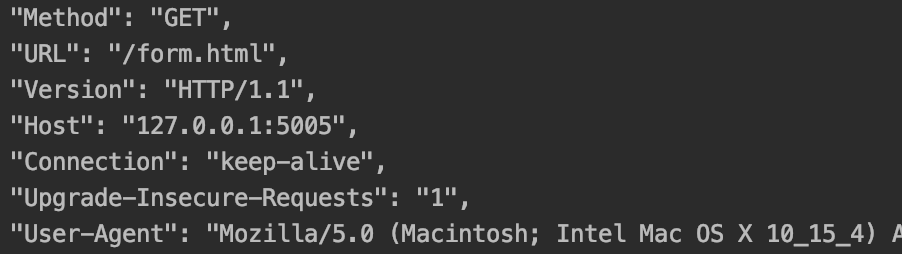 "Method": "GET",
"URL": "/form.html",
"Version": "HTTP/1.1",
"Host": "127.0.0.1:5005",
"Connection": "keep-alive",
"Upgrade-Insecure-Requests": "1",
"User-Agent": "Mozilla/5.0 (Macintosh; Intel Mac OS X 10_15_4) A